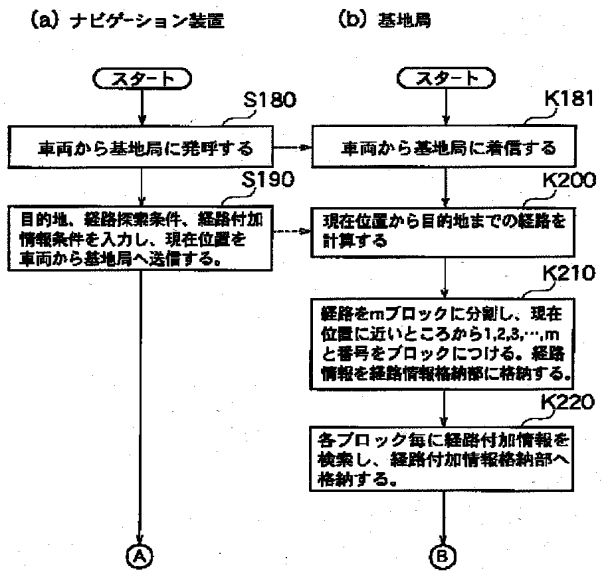 (a) ナビゲーション装置
(b) 基地局
スタート
スタート
S180
K181
車両から基地局に発呼する
車両から基地局に着信する
S190
K200
目的地、経路探索条件、経路付加
情報条件を入力し、現在位置を
車両から基地局へ送信する。
現在位置から目的地までの経路を
計算する
K210
経路をmブロックに分割し、現在
位置に近いところから1,2,3,…,m
と番号をブロックにつける。経路
情報を経路情報格納部に格納する。
K220
各ブロック毎に経路付加情報を
検索し、経路付加情報格納部へ
格納する。
A
B